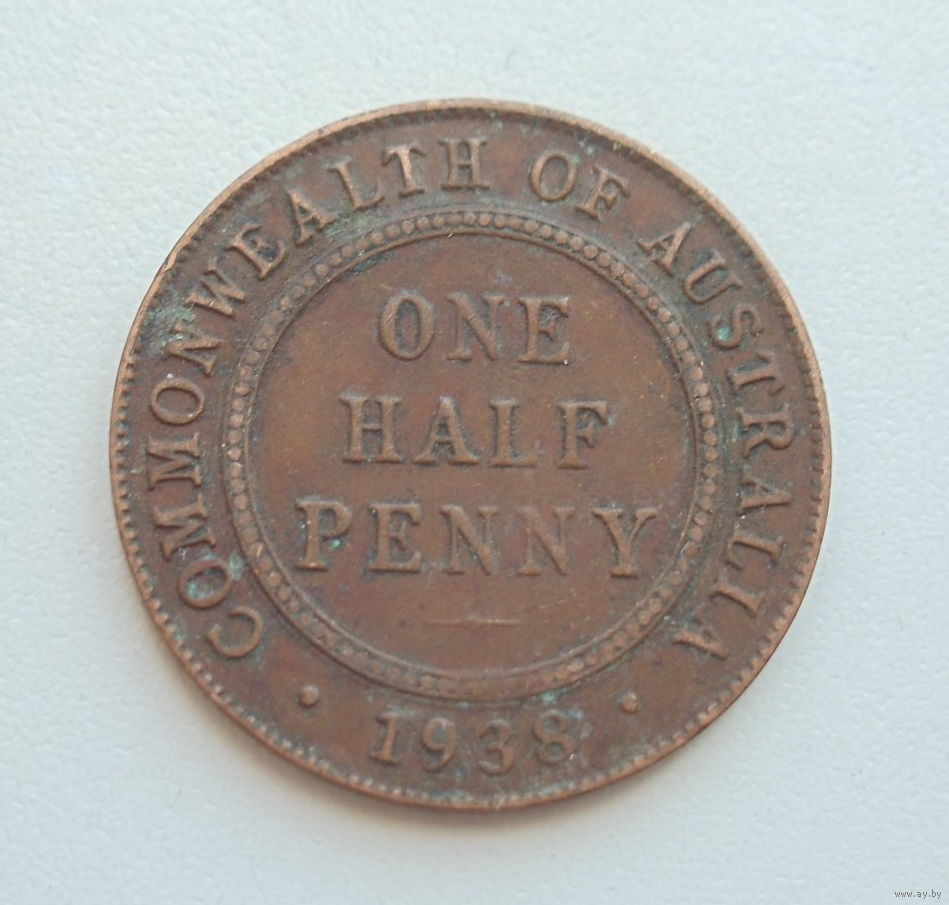 COMMONWEALTH OF AUSTRALIA
ONE
HALF
PENNY
· 1938 ·
www.ay.by